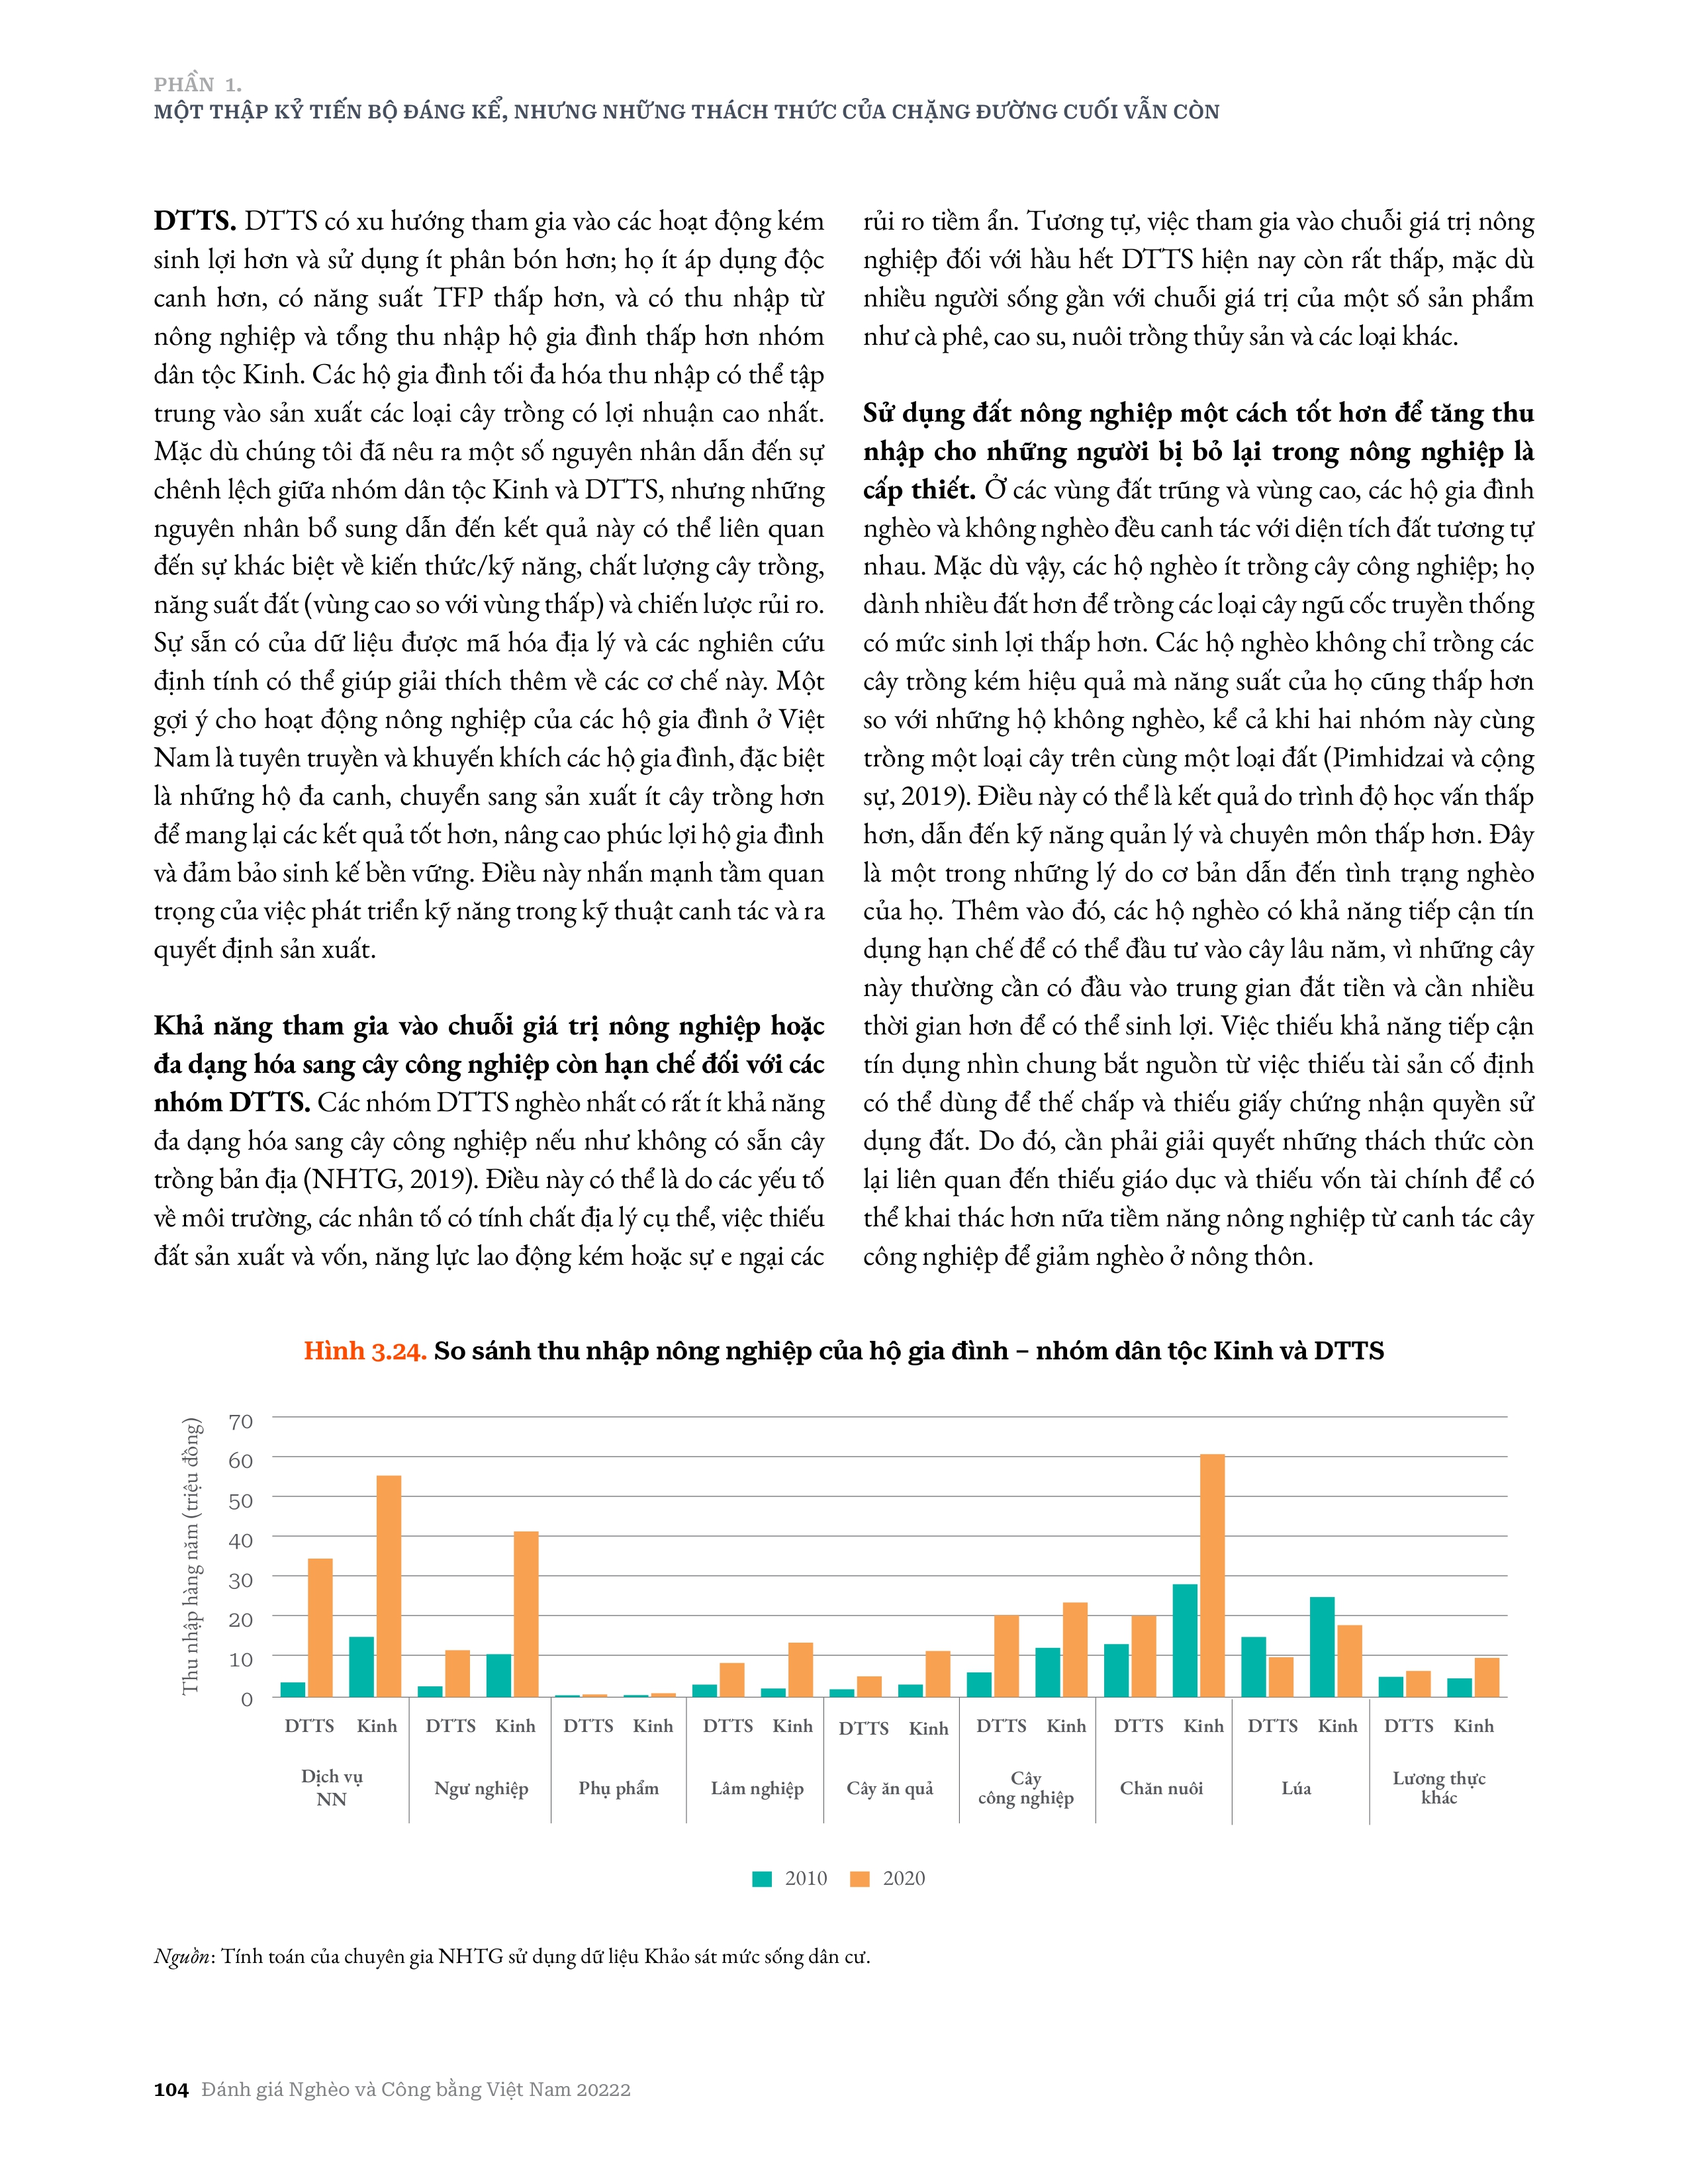 PHẦN 1.
MỘT THẬP KỶ TIẾN BỘ ĐÁNG KỂ, NHƯNG NHỮNG THÁCH THỨC CỦA CHẶNG ĐƯỜNG CUỐI VẪN CÒN
DTTS. DTTS có xu hướng tham gia vào các hoạt động kém
sinh lợi hơn và sử dụng ít phân bón hơn; họ ít áp dụng độc
canh hơn, có năng suất TFP thấp hơn, và có thu nhập từ
nông nghiệp và tổng thu nhập hộ gia đình thấp hơn nhóm
dân tộc Kinh. Các hộ gia đình tối đa hóa thu nhập có thể tập
trung vào sản xuất các loại cây trồng có lợi nhuận cao nhất.
Mặc dù chúng tôi đã nêu ra một số nguyên nhân dẫn đến sự
chênh lệch giữa nhóm dân tộc Kinh và DTTS, nhưng những
nguyên nhân bổ sung dẫn đến kết quả này có thể liên quan
đến sự khác biệt về kiến thức/kỹ năng, chất lượng cây trồng,
năng suất đất (vùng cao so với vùng thấp) và chiến lược rủi ro.
Sự sẵn có của dữ liệu được mã hóa địa lý và các nghiên cứu
định tính có thể giúp giải thích thêm về các cơ chế này. Một
gợi ý cho hoạt động nông nghiệp của các hộ gia đình ở Việt
Nam là tuyên truyền và khuyến khích các hộ gia đình, đặc biệt
là những hộ đa canh, chuyển sang sản xuất ít cây trồng hơn
để mang lại các kết quả tốt hơn, nâng cao phúc lợi hộ gia đình
và đảm bảo sinh kế bền vững. Điều này nhấn mạnh tầm quan
trọng của việc phát triển kỹ năng trong kỹ thuật canh tác và ra
quyết định sản xuất.
Khả năng tham gia vào chuỗi giá trị nông nghiệp hoặc
đa dạng hóa sang cây công nghiệp còn hạn chế đối với các
nhóm DTTS. Các nhóm DTTS nghèo nhất có rất ít khả năng
đa dạng hóa sang cây công nghiệp nếu như không có sẵn cây
trồng bản địa (NHTG, 2019). Điều này có thể là do các yếu tố
về môi trường, các nhân tố có tính chất địa lý cụ thể, việc thiếu
đất sản xuất và vốn, năng lực lao động kém hoặc sự e ngại các
rủi ro tiềm ẩn. Tương tự, việc tham gia vào chuỗi giá trị nông
nghiệp đối với hầu hết DTTS hiện nay còn rất thấp, mặc dù
nhiều người sống gần với chuỗi giá trị của một số sản phẩm
như cà phê, cao su, nuôi trồng thủy sản và các loại khác.
Sử dụng đất nông nghiệp một cách tốt hơn để tăng thu
nhập cho những người bị bỏ lại trong nông nghiệp là
cấp thiết. Ở các vùng đất trũng và vùng cao, các hộ gia đình
nghèo và không nghèo đều canh tác với diện tích đất tương tự
nhau. Mặc dù vậy, các hộ nghèo ít trồng cây công nghiệp; họ
dành nhiều đất hơn để trồng các loại cây ngũ cốc truyền thống
có mức sinh lợi thấp hơn. Các hộ nghèo không chỉ trồng các
cây trồng kém hiệu quả mà năng suất của họ cũng thấp hơn
so với những hộ không nghèo, kể cả khi hai nhóm này cùng
trồng một loại cây trên cùng một loại đất (Pimhidzai và cộng
sự, 2019). Điều này có thể là kết quả do trình độ học vấn thấp
hơn, dẫn đến kỹ năng quản lý và chuyên môn thấp hơn. Đây
là một trong những lý do cơ bản dẫn đến tình trạng nghèo
của họ. Thêm vào đó, các hộ nghèo có khả năng tiếp cận tín
dụng hạn chế để có thể đầu tư vào cây lâu năm, vì những cây
này thường cần có đầu vào trung gian đắt tiền và cần nhiều
thời gian hơn để có thể sinh lợi. Việc thiếu khả năng tiếp cận
tín dụng nhìn chung bắt nguồn từ việc thiếu tài sản cố định
có thể dùng để thế chấp và thiếu giấy chứng nhận quyền sử
dụng đất. Do đó, cần phải giải quyết những thách thức còn
lại liên quan đến thiếu giáo dục và thiếu vốn tài chính để có
thể khai thác hơn nữa tiềm năng nông nghiệp từ canh tác cây
công nghiệp để giảm nghèo ở nông thôn.
Hình 3.24. So sánh thu nhập nông nghiệp của hộ gia đình – nhóm dân tộc Kinh và DTTS
Thu nhập hàng năm (triệu đồng)
70
60
50
40
30
20
10
0
DTTS Kinh DTTS Kinh DTTS Kinh DTTS Kinh DTTS Kinh DTTS Kinh DTTS Kinh DTTS Kinh DTTS Kinh
Dịch vụ
NN
Ngư nghiệp
Phụ phẩm
Lâm nghiệp
Cây ăn quả
Cây
công nghiệp
Chăn nuôi
Lúa
Lương thực
khác
2010 2020
Nguồn: Tính toán của chuyên gia NHTG sử dụng dữ liệu Khảo sát mức sống dân cư.
104 Đánh giá Nghèo và Công bằng Việt Nam 20222